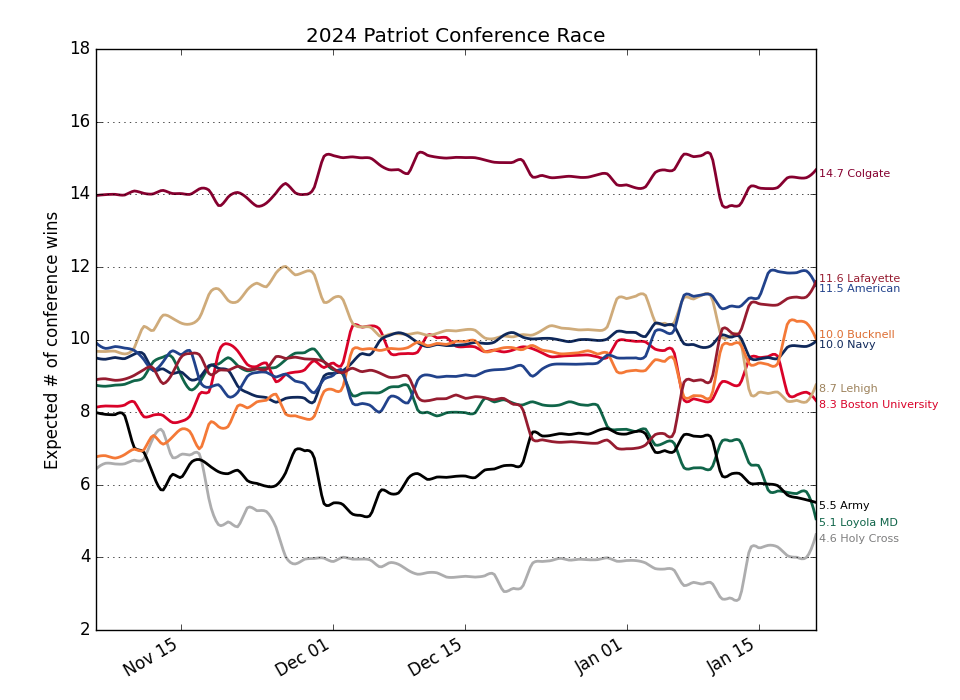 2024 Patriot Conference Race
Expected # of conference wins
18
16
14
12
10
8
6
4
2
14.7 Colgate
11.6 Lafayette
11.5 American
10.0 Bucknell
10.0 Navy
8.7 Lehigh
8.3 Boston University
5.5 Army
5.1 Loyola MD
4.6 Holy Cross
Nov 15
Dec 01
Dec 15
Jan 01
Jan 15